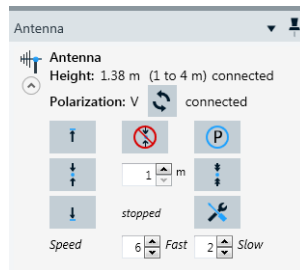 Antenna
Antenna
Height: 1.38 m (1 to 4 m) connected
Polarization: V connected
P
1 m
stopped
Speed 6 Fast 2 Slow